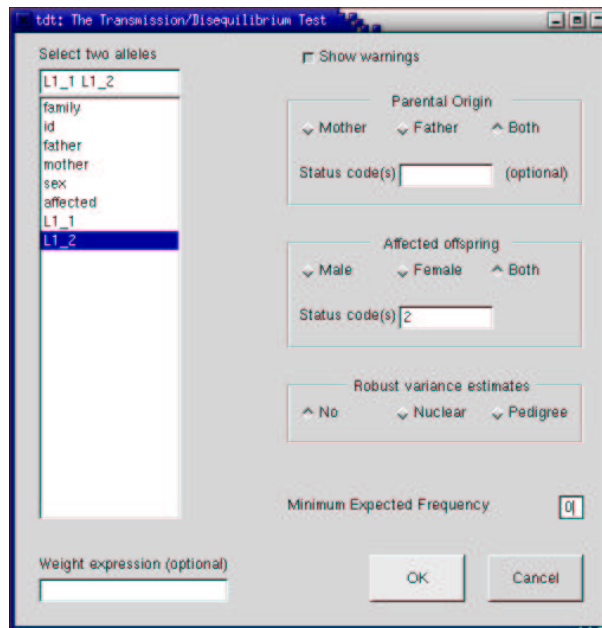 tdt: The Transmission/Disequilibrium Test
Select two alleles
L1_1 L1_2
family
id
father
mother
sex
affected
L1_1
L1_2
Weight expression (optional)
Show warnings
Parental Origin
Mother Father Both
Status code(s) (optional)
Affected offspring
Male Female Both
Status code(s) 2
Robust variance estimates
No Nuclear Pedigree
Minimum Expected Frequency 0
OK Cancel